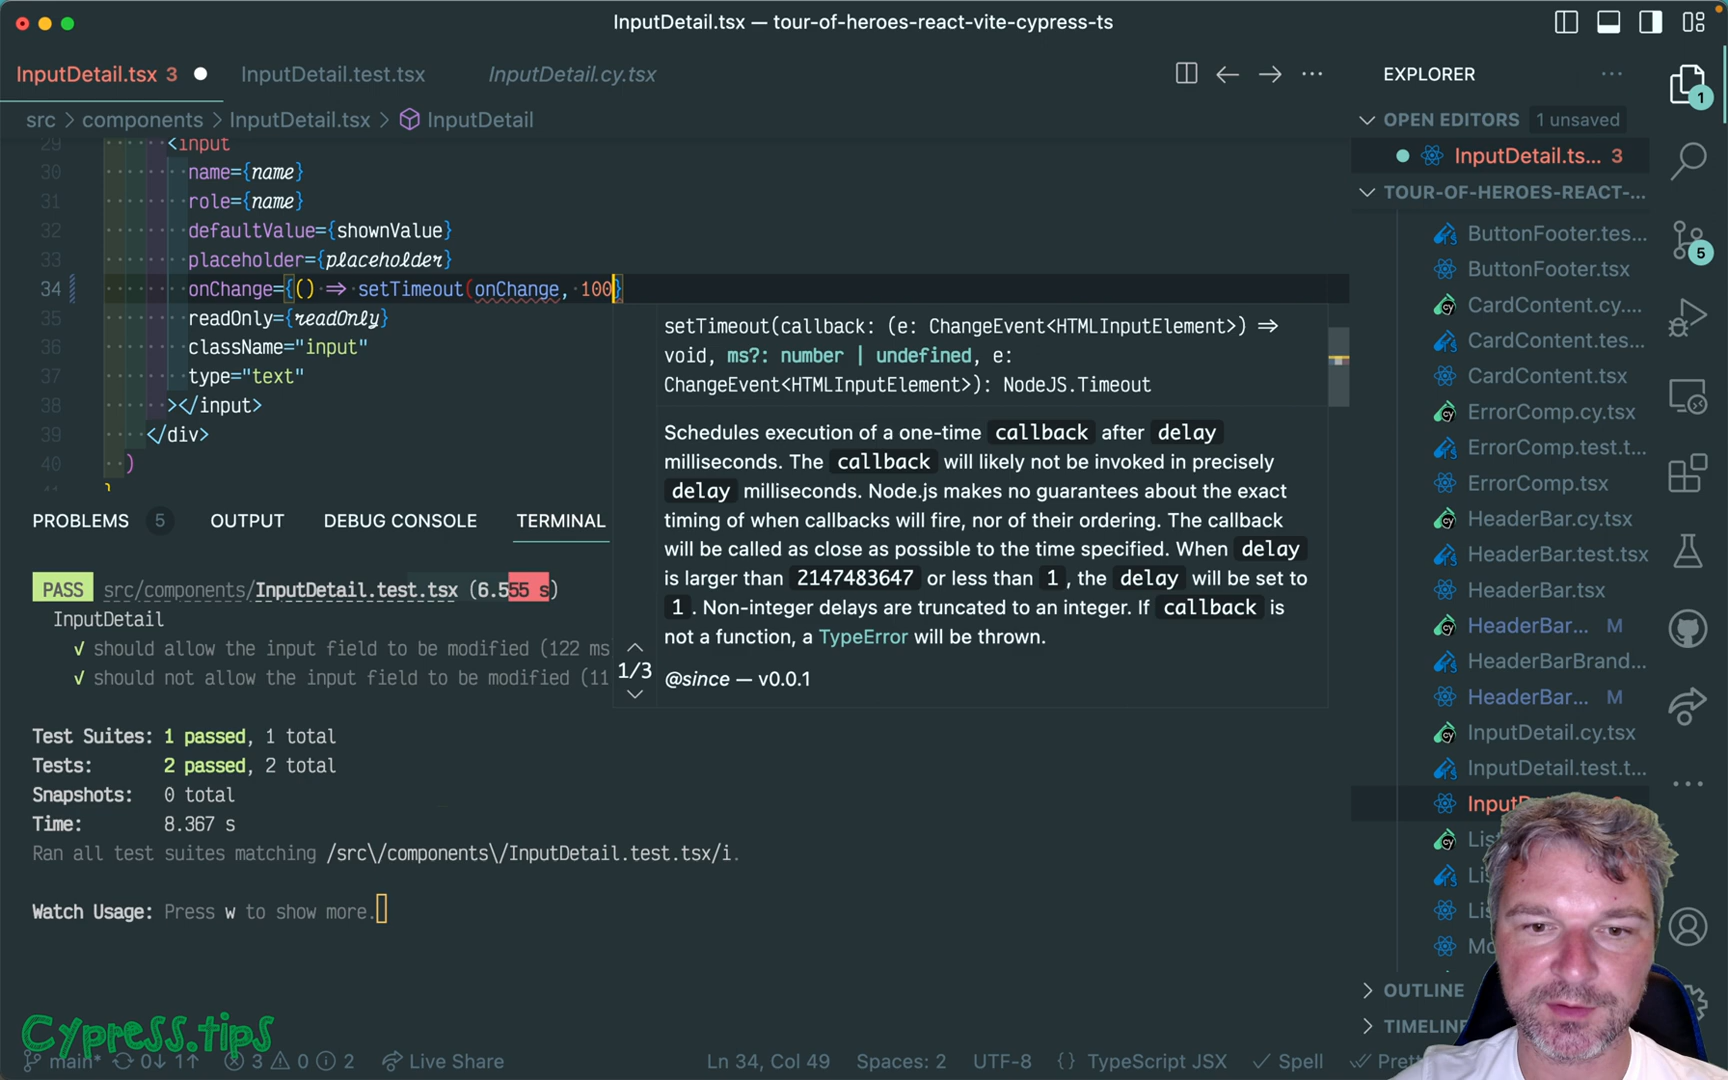 InputDetail.tsx — tour-of-heroes-react-vite-cypress-ts
InputDetail.tsx 3
InputDetail.test.tsx
InputDetail.cy.tsx
src > components > InputDetail.tsx > InputDetail
29 <input
30 name={name}
31 role={name}
32 defaultValue={shownValue}
33 placeholder={placeholder}
34 onChange={() => setTimeout(onChange, 100}
35 readOnly={readOnly}
36 className="input"
37 type="text"
38 ></input>
39 </div>
40 )
setTimeout(callback: (e: ChangeEvent<HTMLInputElement>) =>
void, ms?: number | undefined, e:
ChangeEvent<HTMLInputElement>): NodeJS.Timeout
Schedules execution of a one-time callback after delay
milliseconds. The callback will likely not be invoked in precisely
delay milliseconds. Node.js makes no guarantees about the exact
timing of when callbacks will fire, nor of their ordering. The callback
will be called as close as possible to the time specified. When delay
is larger than 2147483647 or less than 1, the delay will be set to
1. Non-integer delays are truncated to an integer. If callback is
not a function, a TypeError will be thrown.
@since — v0.0.1
1/3
PROBLEMS 5 OUTPUT DEBUG CONSOLE TERMINAL
PASS src/components/InputDetail.test.tsx (6.555 s)
InputDetail
√ should allow the input field to be modified (122 ms
√ should not allow the input field to be modified (11
Test Suites: 1 passed, 1 total
Tests: 2 passed, 2 total
Snapshots: 0 total
Time: 8.367 s
Ran all test suites matching /src\/components\/InputDetail.test.tsx/i.
Watch Usage: Press w to show more.
EXPLORER
OPEN EDITORS 1 unsaved
InputDetail.ts... 3
TOUR-OF-HEROES-REACT-...
ButtonFooter.tes...
ButtonFooter.tsx
CardContent.cy....
CardContent.tes...
CardContent.tsx
ErrorComp.cy.tsx
ErrorComp.test.t...
ErrorComp.tsx
HeaderBar.cy.tsx
HeaderBar.test.tsx
HeaderBar.tsx
HeaderBar... M
HeaderBarBrand...
HeaderBar... M
InputDetail.cy.tsx
InputDetail.test.t...
OUTLINE
TIMELINE
1
5
Cypress.tips
main* 0↓ 1↑ 3 0 2 Live Share
Ln 34, Col 49 Spaces: 2 UTF-8 {} TypeScript JSX Spell